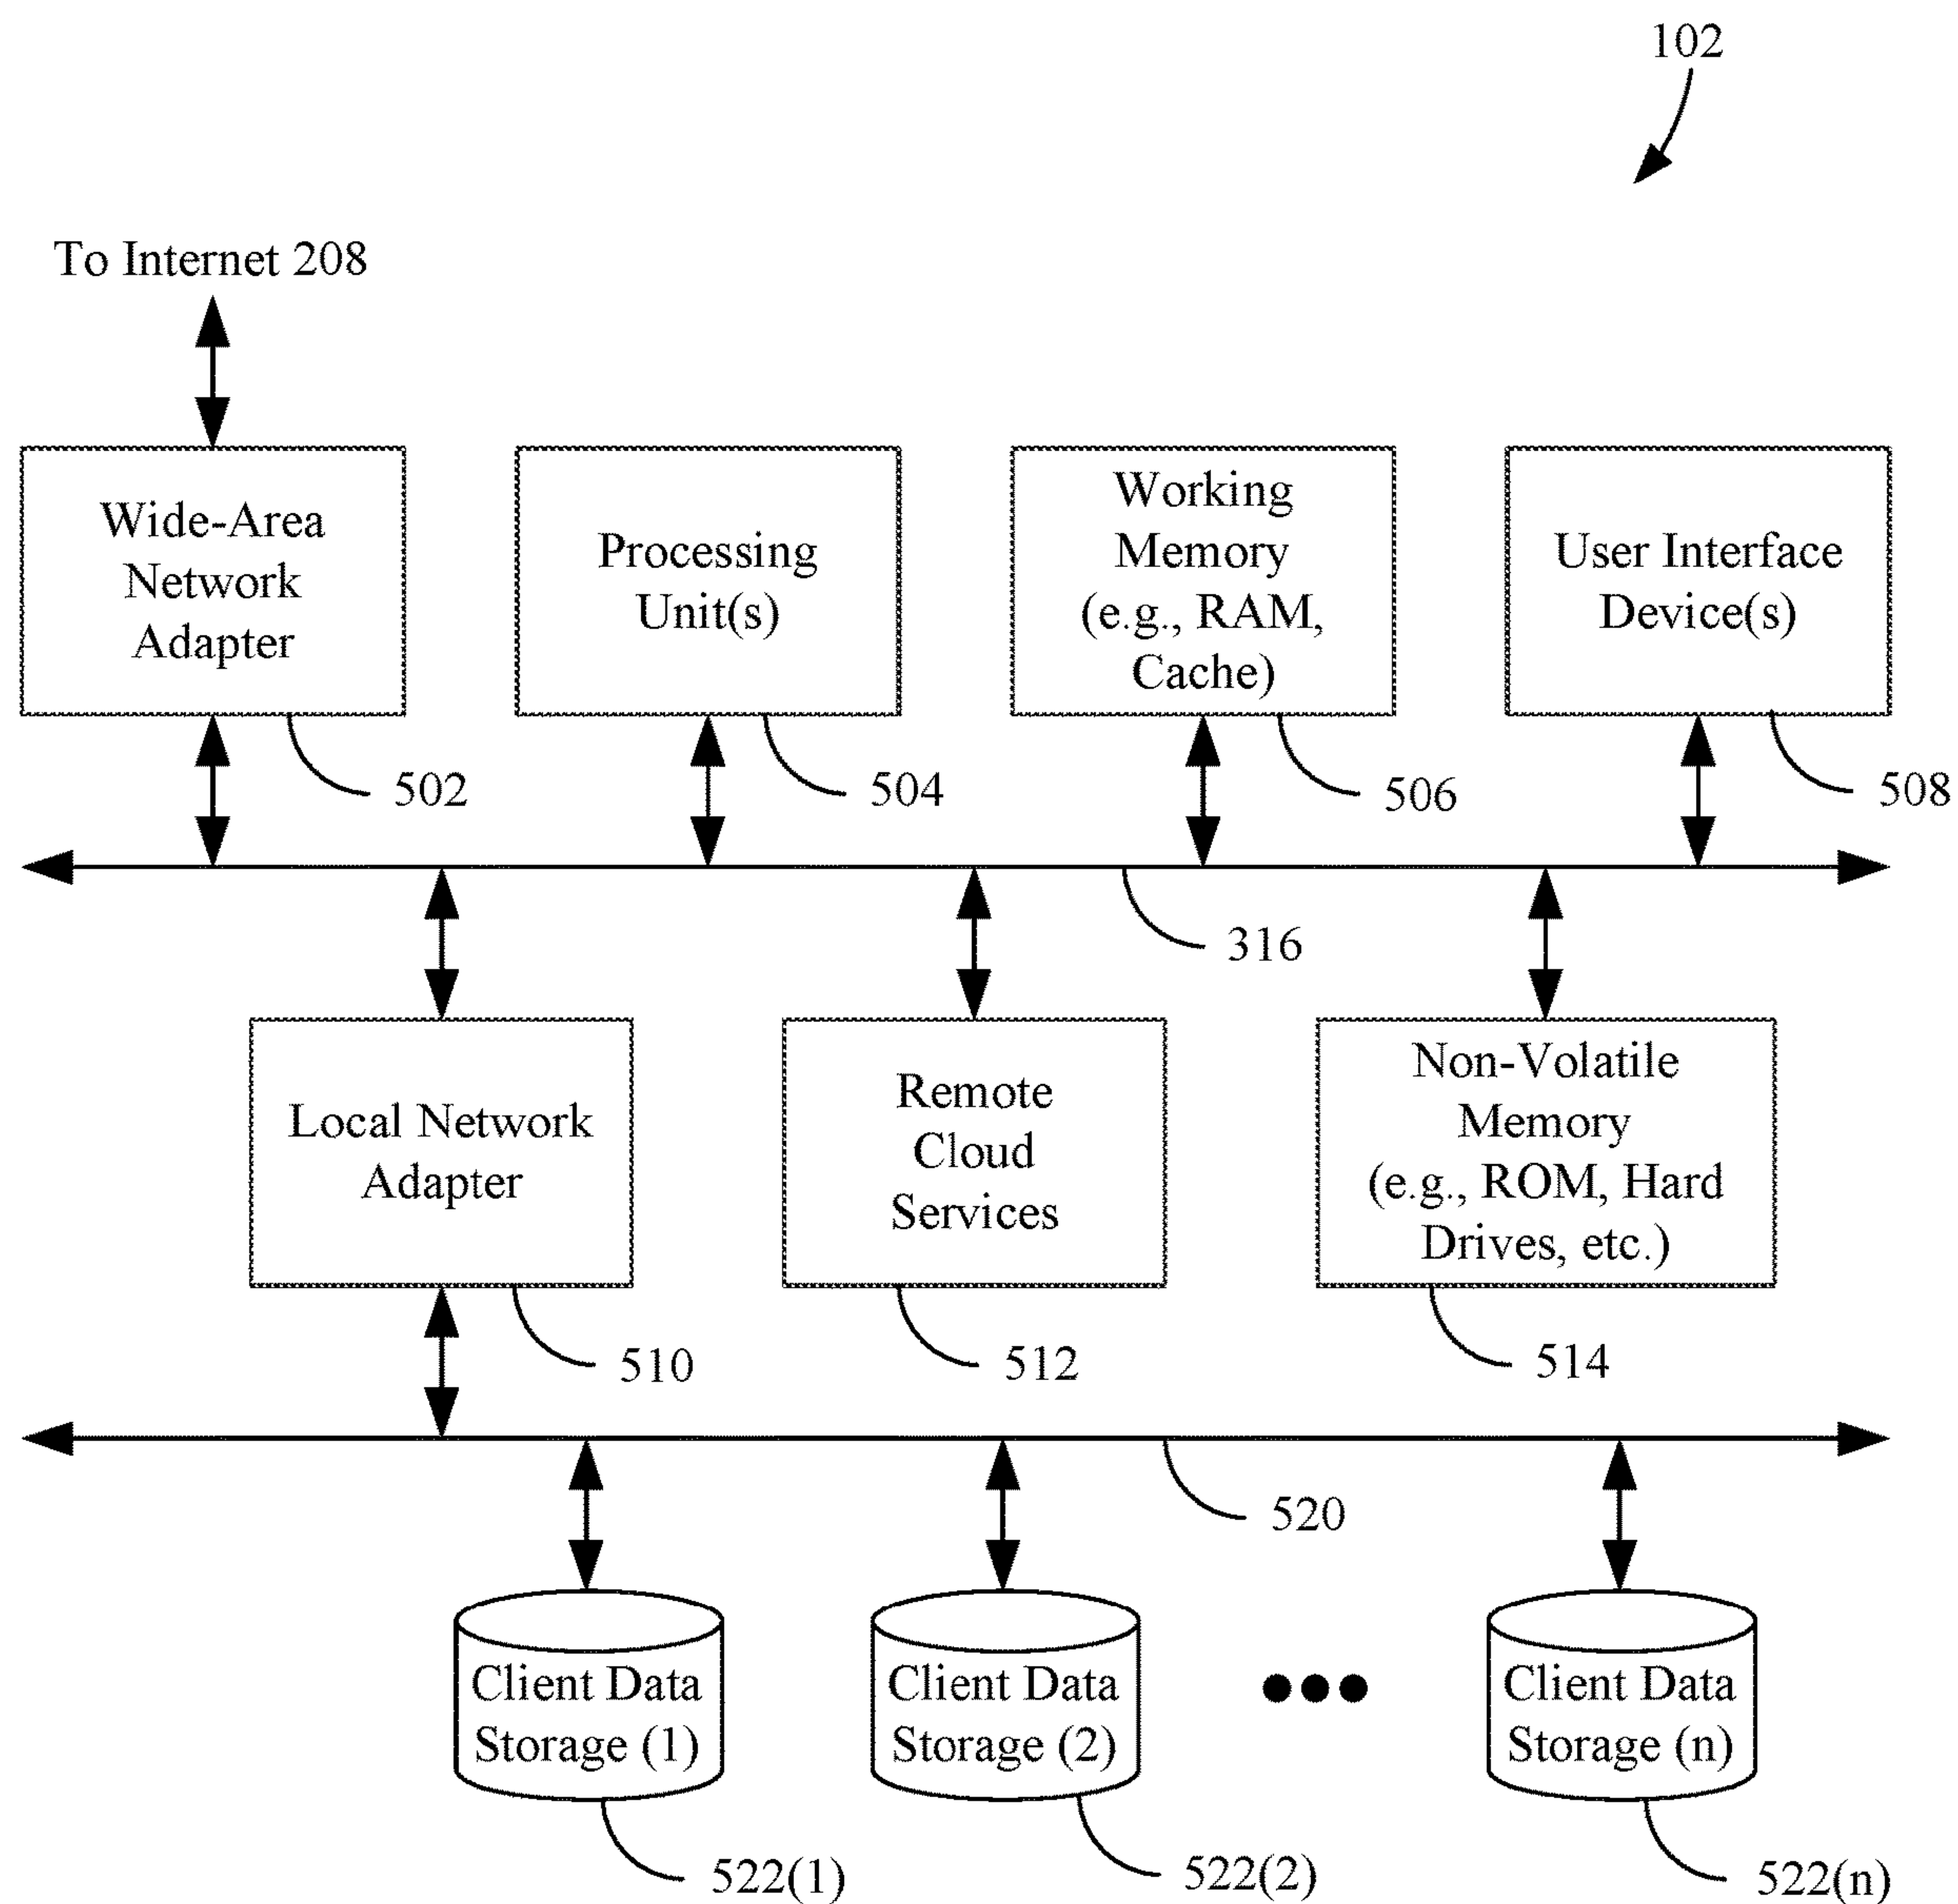 102
To Internet 208
Wide-Area
Network
Adapter
Processing
Unit(s)
Working
Memory
(e.g., RAM,
Cache)
User Interface
Device(s)
502
504
506
508
316
Local Network
Adapter
Remote
Cloud
Services
Non-Volatile
Memory
(e.g., ROM, Hard
Drives, etc.)
510
512
514
520
Client Data
Storage (1)
Client Data
Storage (2)
Client Data
Storage (n)
522(1)
522(2)
522(n)